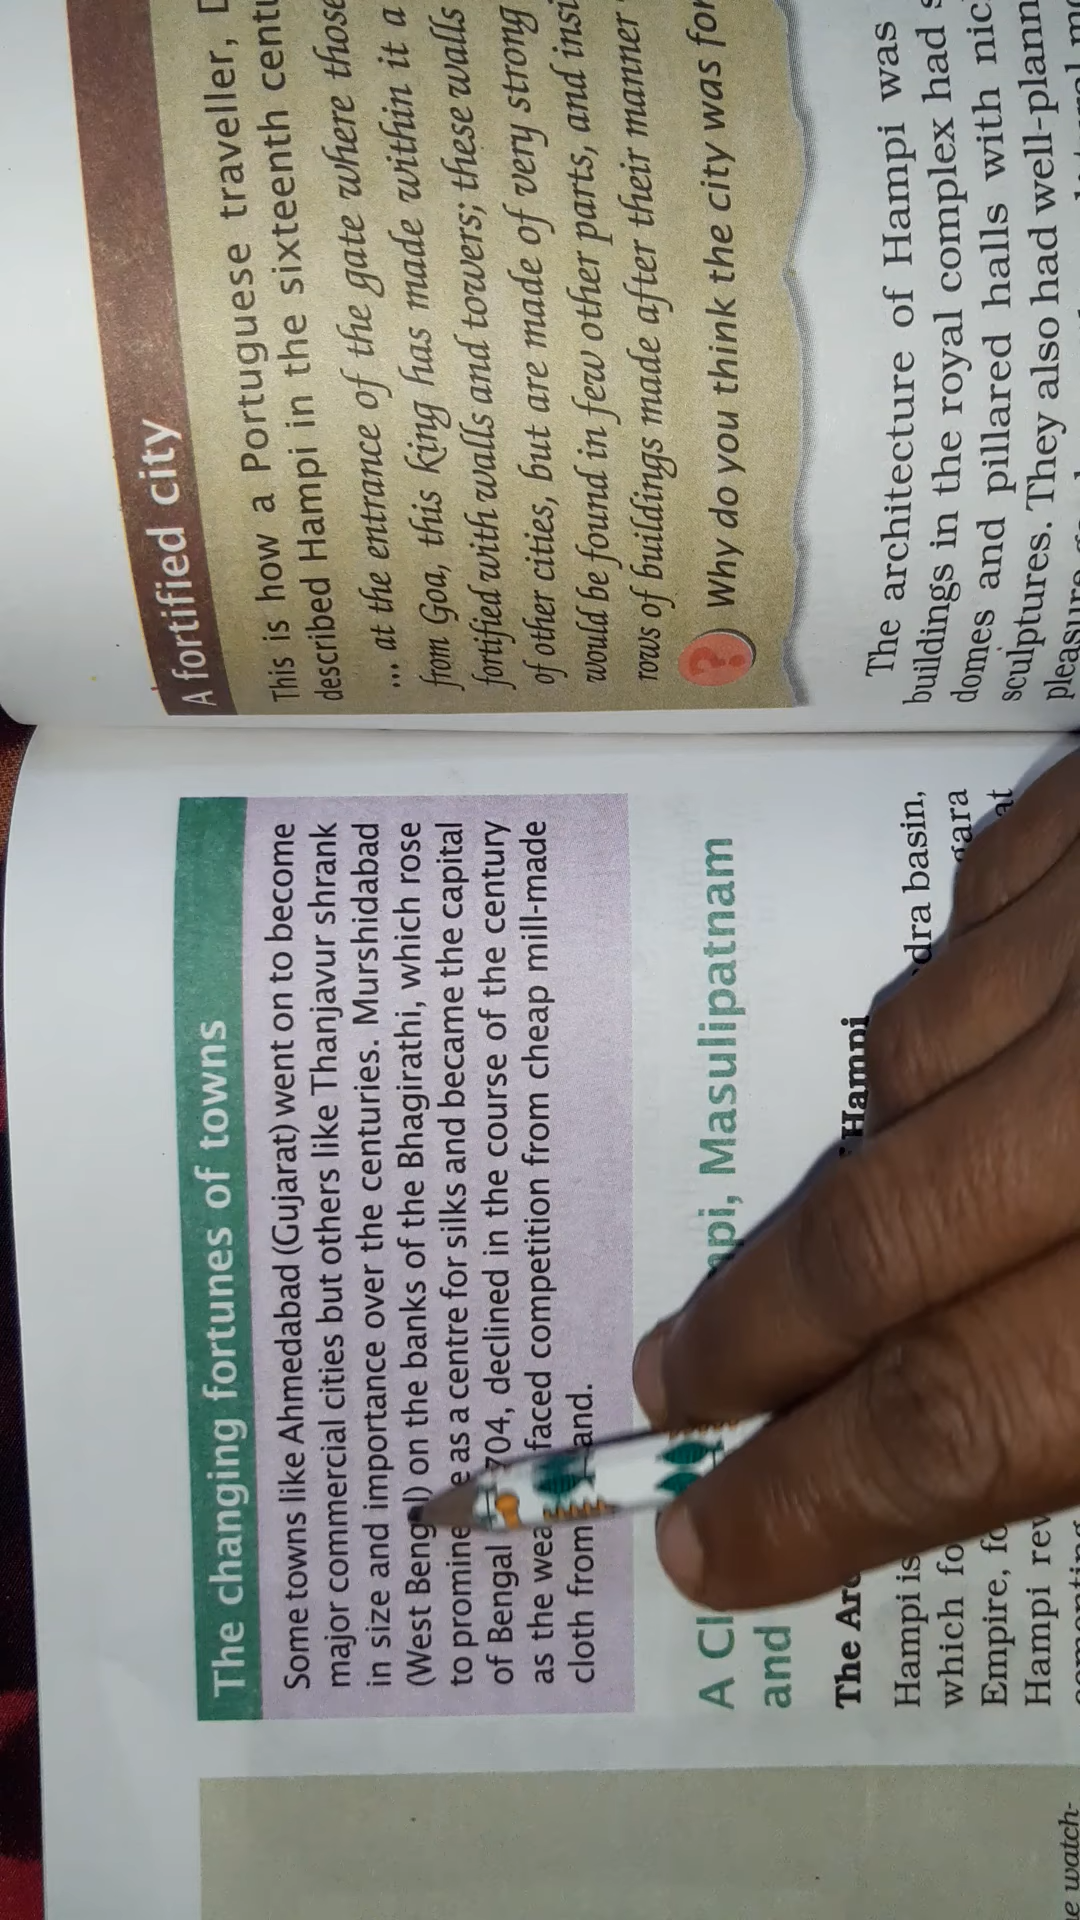 The changing fortunes of towns
Some towns like Ahmedabad (Gujarat) went on to become
major commercial cities but others like Thanjavur shrank
in size and importance over the centuries. Murshidabad
(West Beng l) on the banks of the Bhagirathi, which rose
to promine e as a centre for silks and became the capital
of Bengal 704, declined in the course of the century
as the wea faced competition from cheap mill-made
cloth from and.
A Cl pi, Masulipatnam
and
The Arc Hampi
Hampi is dra basin,
which fo gara
Empire, fo at
Hampi rev
e watch-
A fortified city
This is how a Portuguese traveller, D
described Hampi in the sixteenth centu
... at the entrance of the gate where those
from Goa, this king has made within it a
fortified with walls and towers; these walls
of other cities, but are made of very strong
would be found in few other parts, and insi
rows of buildings made after their manner
? Why do you think the city was for
The architecture of Hampi was
buildings in the royal complex had s
domes and pillared halls with nic
sculptures. They also had well-plann
pleasure